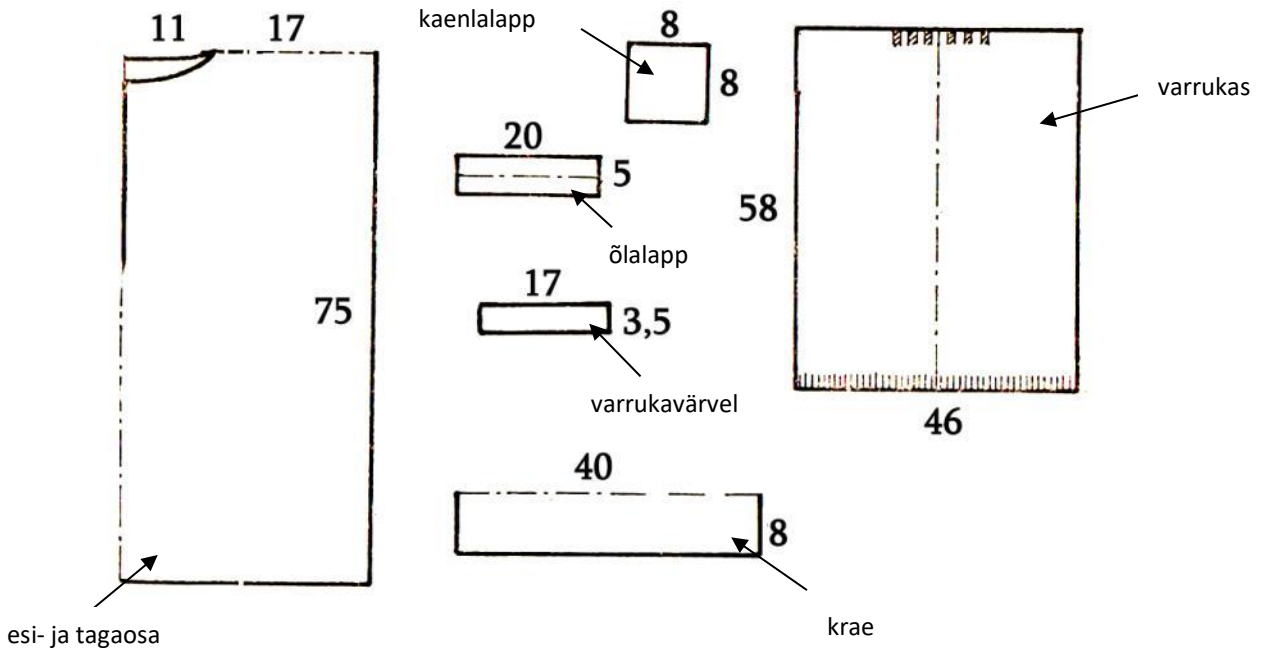 11
17
75
esi- ja tagaosa
kaenlalapp
8
8
20
5
õlalapp
17
3,5
varrukavärvel
40
8
krae
varrukas
58
46